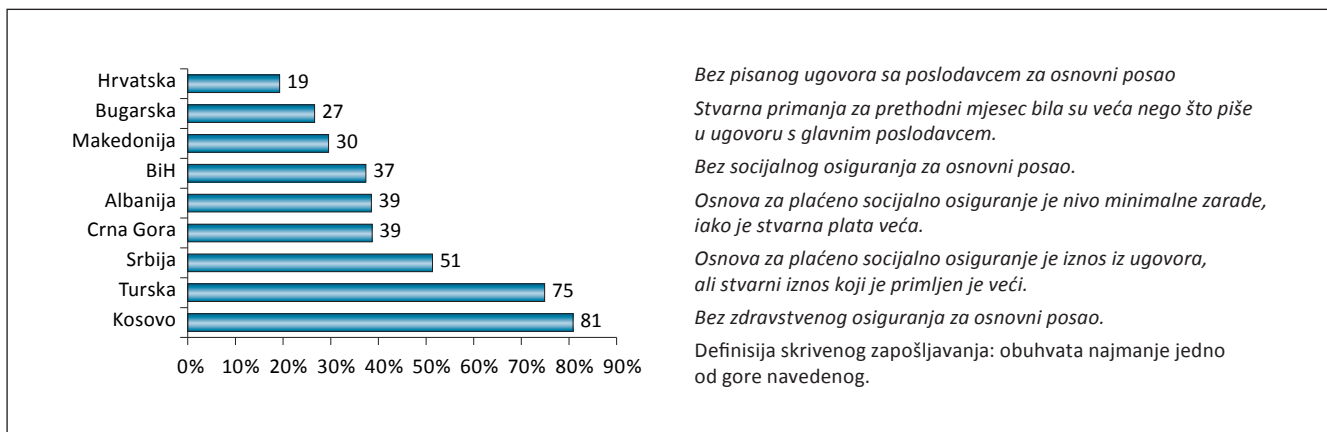 Hrvatska 19
Bugarska 27
Makedonija 30
BiH 37
Albanija 39
Crna Gora 39
Srbija 51
Turska 75
Kosovo 81
0% 10% 20% 30% 40% 50% 60% 70% 80% 90%
Bez pisanog ugovora sa poslodavcem za osnovni posao
Stvarna primanja za prethodni mjesec bila su veća nego što piše
u ugovoru s glavnim poslodavcem.
Bez socijalnog osiguranja za osnovni posao.
Osnova za plaćeno socijalno osiguranje je nivo minimalne zarade,
iako je stvarna plata veća.
Osnova za plaćeno socijalno osiguranje je iznos iz ugovora,
ali stvarni iznos koji je primljen je veći.
Bez zdravstvenog osiguranja za osnovni posao.
Definisija skrivenog zapošljavanja: obuhvata najmanje jedno
od gore navedenog.